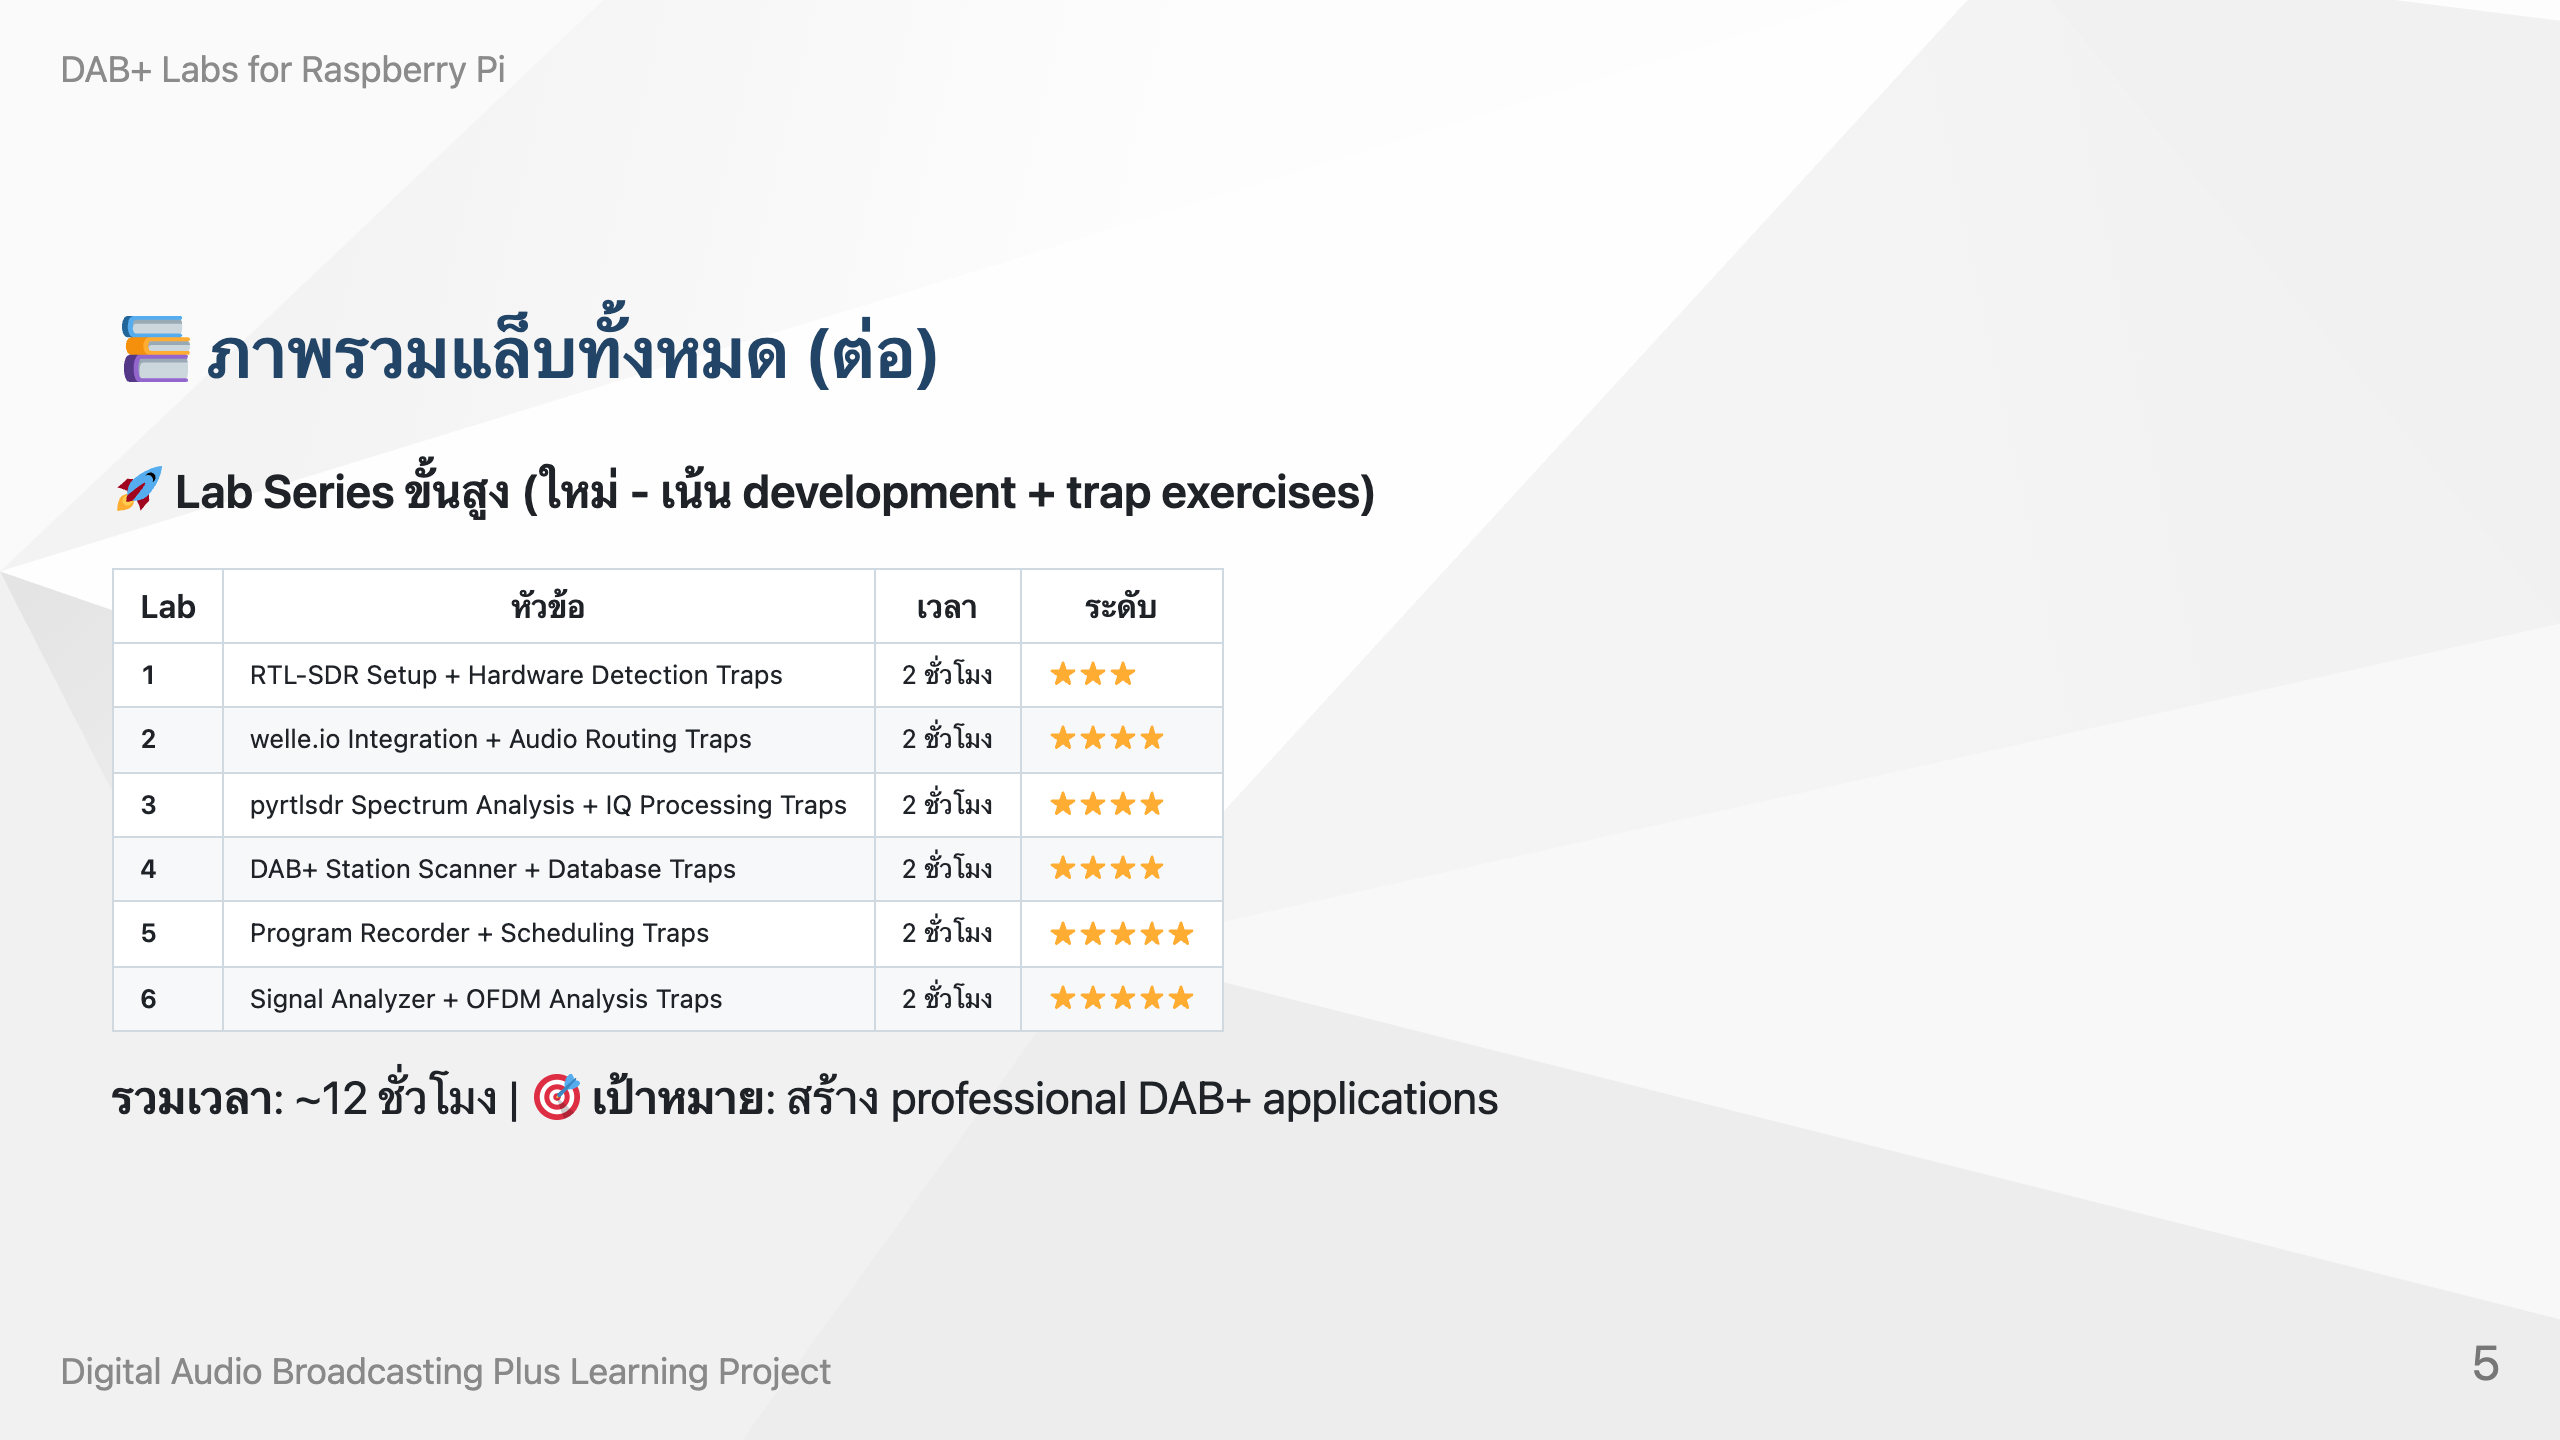 DAB+ Labs for Raspberry Pi
📚 ภาพรวมแล็บทั้งหมด (ต่อ)
🚀 Lab Series ขั้นสูง (ใหม่ - เน้น development + trap exercises)
Lab หัวข้อ เวลา ระดับ
1 RTL-SDR Setup + Hardware Detection Traps 2 ชั่วโมง ⭐⭐⭐
2 welle.io Integration + Audio Routing Traps 2 ชั่วโมง ⭐⭐⭐⭐
3 pyrtlsdr Spectrum Analysis + IQ Processing Traps 2 ชั่วโมง ⭐⭐⭐⭐
4 DAB+ Station Scanner + Database Traps 2 ชั่วโมง ⭐⭐⭐⭐
5 Program Recorder + Scheduling Traps 2 ชั่วโมง ⭐⭐⭐⭐⭐
6 Signal Analyzer + OFDM Analysis Traps 2 ชั่วโมง ⭐⭐⭐⭐⭐
รวมเวลา: ~12 ชั่วโมง | 🎯 เป้าหมาย: สร้าง professional DAB+ applications
Digital Audio Broadcasting Plus Learning Project
5